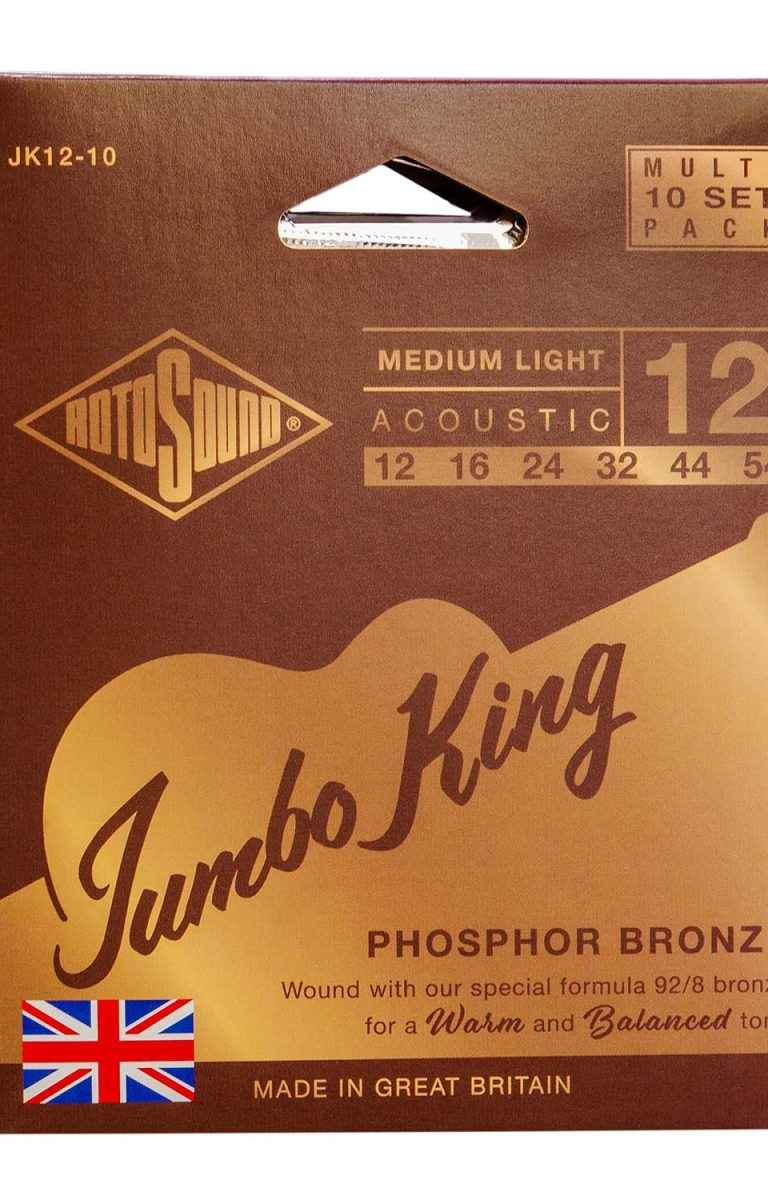 JK12-10
MULT
10 SET
PACK
ROTOSOUND®
MEDIUM LIGHT
12
ACOUSTIC
12 16 24 32 44 54
Jumbo King
PHOSPHOR BRONZ
Wound with our special formula 92/8 bronz
for a Warm and Balanced to
MADE IN GREAT BRITAIN